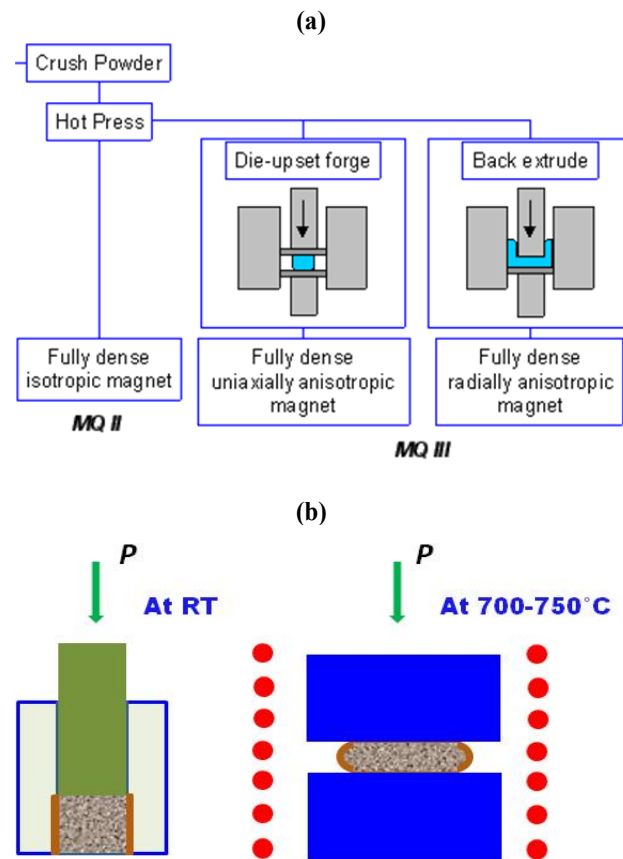 (a)
Crush Powder
Hot Press
Die-upset forge
Back extrude
Fully dense
isotropic magnet
Fully dense
uniaxially anisotropic
magnet
Fully dense
radially anisotropic
magnet
MQ II
MQ III
(b)
P
At RT
P
At 700-750°C